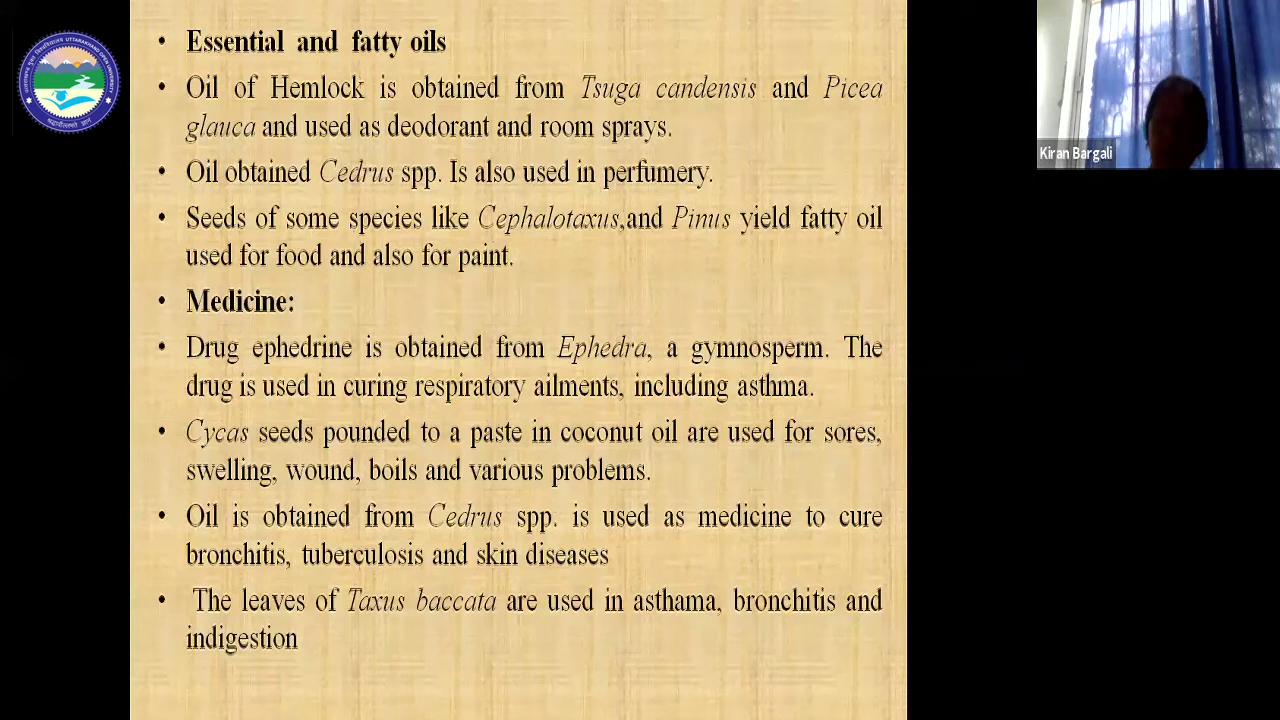 • Essential and fatty oils
• Oil of Hemlock is obtained from Tsuga candensis and Picea
glauca and used as deodorant and room sprays.
• Oil obtained Cedrus spp. Is also used in perfumery.
• Seeds of some species like Cephalotaxus,and Pinus yield fatty oil
used for food and also for paint.
• Medicine:
• Drug ephedrine is obtained from Ephedra, a gymnosperm. The
drug is used in curing respiratory ailments, including asthma.
• Cycas seeds pounded to a paste in coconut oil are used for sores,
swelling, wound, boils and various problems.
• Oil is obtained from Cedrus spp. is used as medicine to cure
bronchitis, tuberculosis and skin diseases
• The leaves of Taxus baccata are used in asthama, bronchitis and
indigestion
Kiran Bargali
UTTARAKHAND OPEN UNIVERSITY